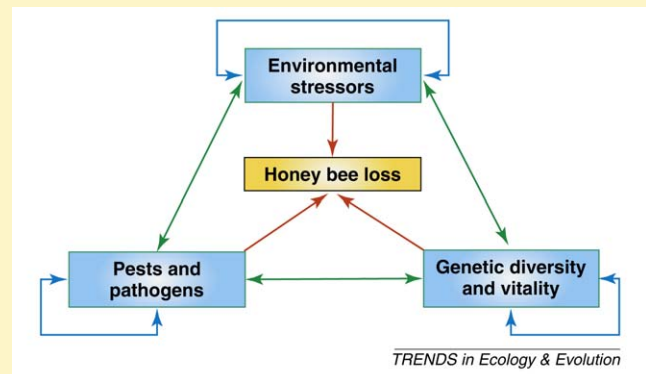 Environmental
stressors
Honey bee loss
Pests and
pathogens
Genetic diversity
and vitality
TRENDS in Ecology & Evolution